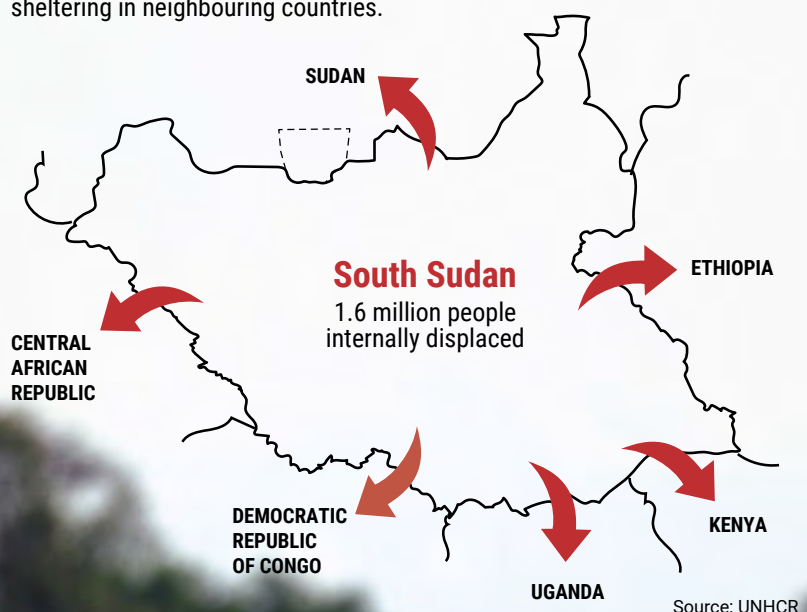 sheltering in neighbouring countries.
SUDAN
South Sudan
1.6 million people
internally displaced
ETHIOPIA
CENTRAL
AFRICAN
REPUBLIC
DEMOCRATIC
REPUBLIC
OF CONGO
KENYA
UGANDA
Source: UNHCR